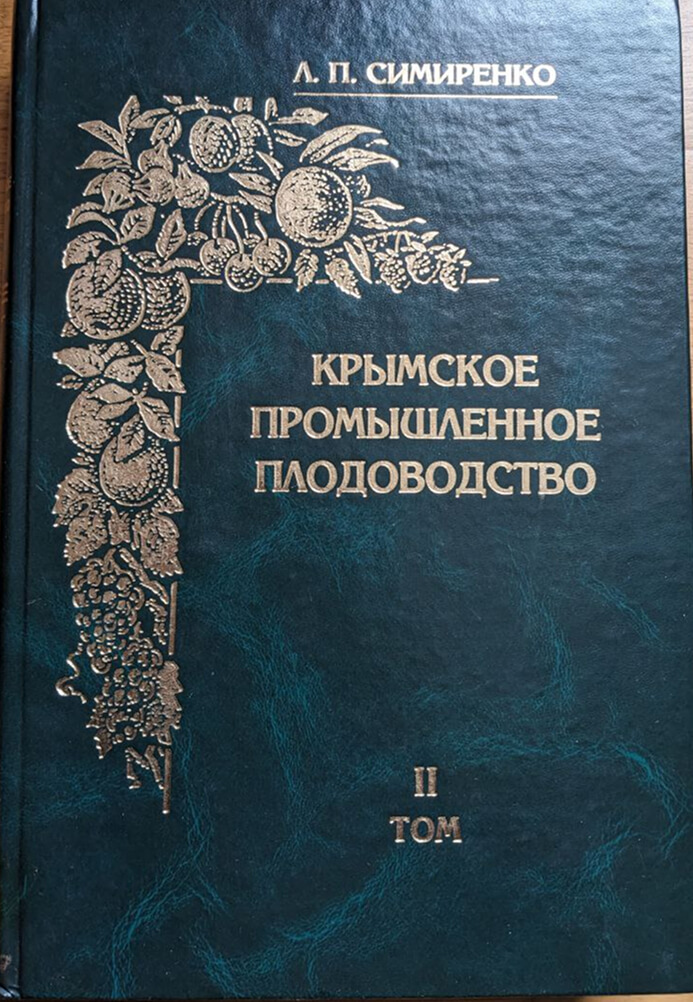 Л. П. СИМИРЕНКО
КРЫМСКОЕ
ПРОМЫШЛЕННОЕ
ПЛОДОВОДСТВО
II
ТОМ